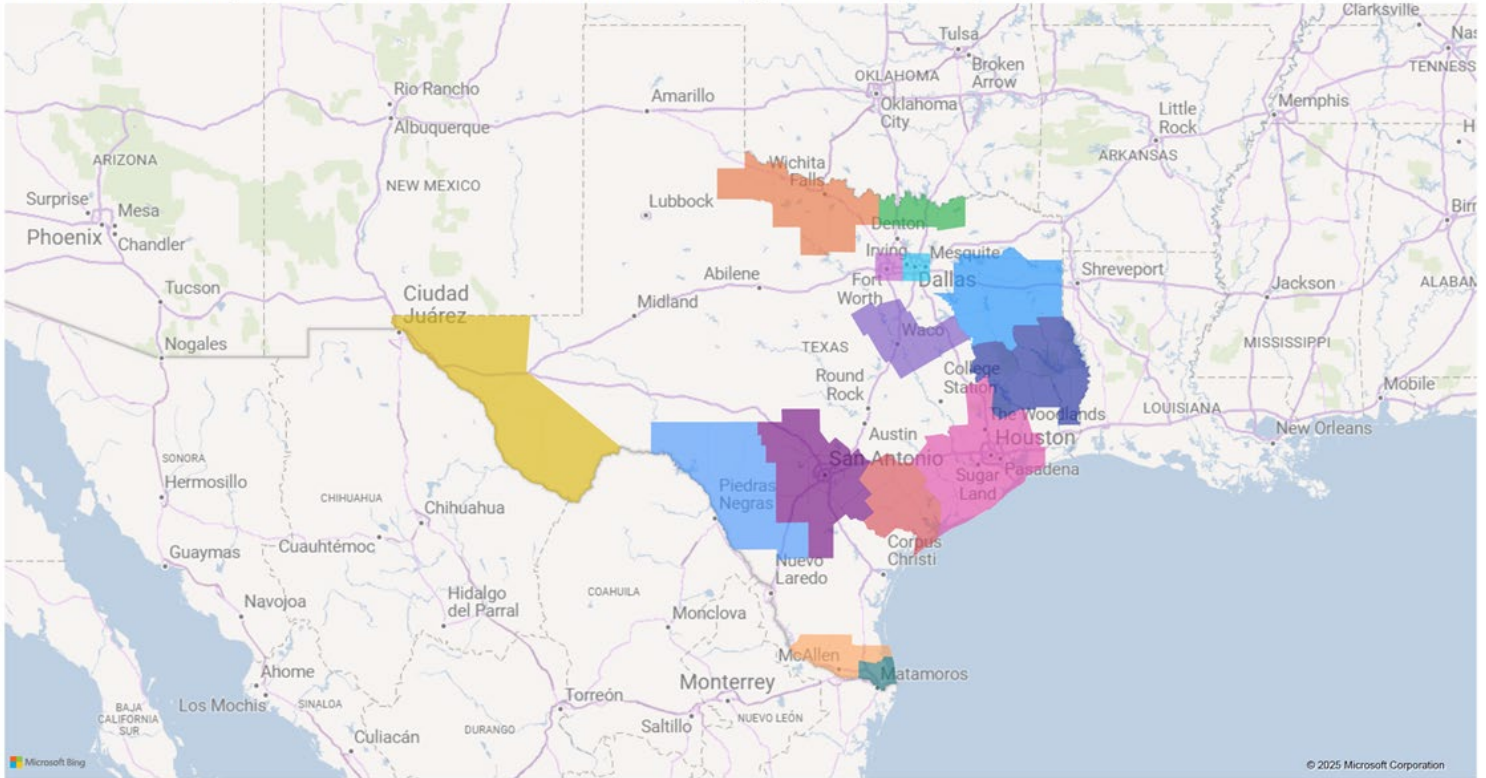 Clarksville
Nas
TENNESS
Tulsa
Broken
Arrow
OKLAHOMA
Oklahoma
City
Rio Rancho
Albuquerque
Amarillo
Little
Rock
Memphis
H
ARIZONA
NEW MEXICO
Wichita
Falls
ARKANSAS
Surprise
Mesa
Phoenix
Chandler
Lubbock
Denton
Birr
Irving
Mesquite
Fort
Worth
Dallas
Shreveport
Jackson
ALABAM
Tucson
Abilene
Ciudad
Juárez
Midland
Nogales
Waco
TEXAS
MISSISSIPPI
Round
Rock
College
Station
Mobile
The Woodlands
LOUISIANA
New Orleans
Austin
Houston
San Antonio
Pasadena
Sugar
Land
SONORA
Hermosillo
CHIHUAHUA
Chihuahua
Piedras
Negras
Cuauhtémoc
Guaymas
Corpus
Christi
Nuevo
Laredo
Navojoa
Hidalgo
del Parral
COAHUILA
Monclova
McAllen
Matamoros
Ahome
Los Mochis
SINALOA
Monterrey
Torreón
Saltillo
NUEVO LEÓN
BAJA
CALIFORNIA
SUR
DURANGO
Culiacán
Microsoft Bing
© 2025 Microsoft Corporation